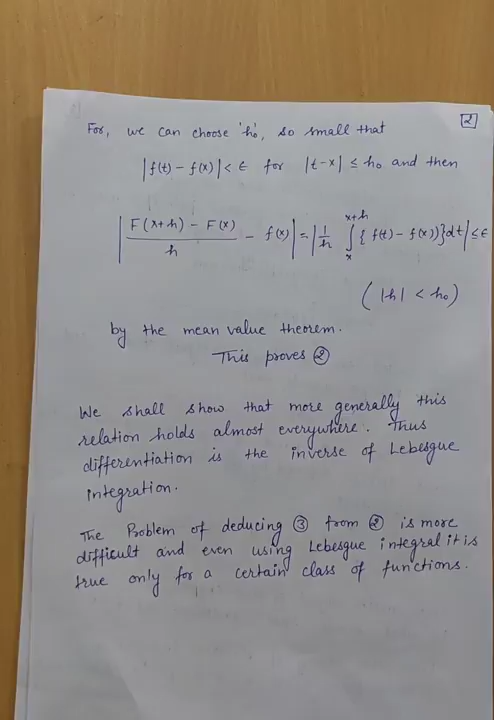 2
For, we can choose 'h₀', so small that
|f(t) - f(x)| < ϵ for |t-x| ≤ h₀ and then
|F(x+h) - F(x) / h - f(x)| = |1/h ∫ₓˣ⁺ʰ {f(t) - f(x))}dt| ≤ ϵ
(|h| < h₀)
by the mean value theorem.
This proves ②
We shall show that more generally this
relation holds almost everywhere. Thus
differentiation is the inverse of Lebesgue
integration.
The Problem of deducing ③ from ② is more
difficult and even using Lebesgue integral it is
true only for a certain class of functions.